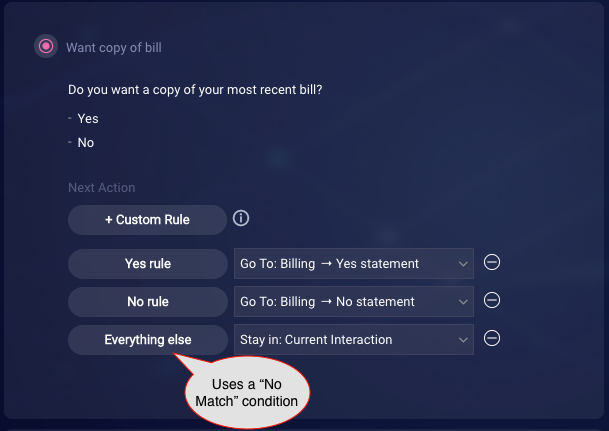 Want copy of bill
Do you want a copy of your most recent bill?
- Yes
- No
Next Action
+ Custom Rule
Yes rule Go To: Billing → Yes statement
No rule Go To: Billing → No statement
Everything else Stay in: Current Interaction
Uses a “No
Match” condition